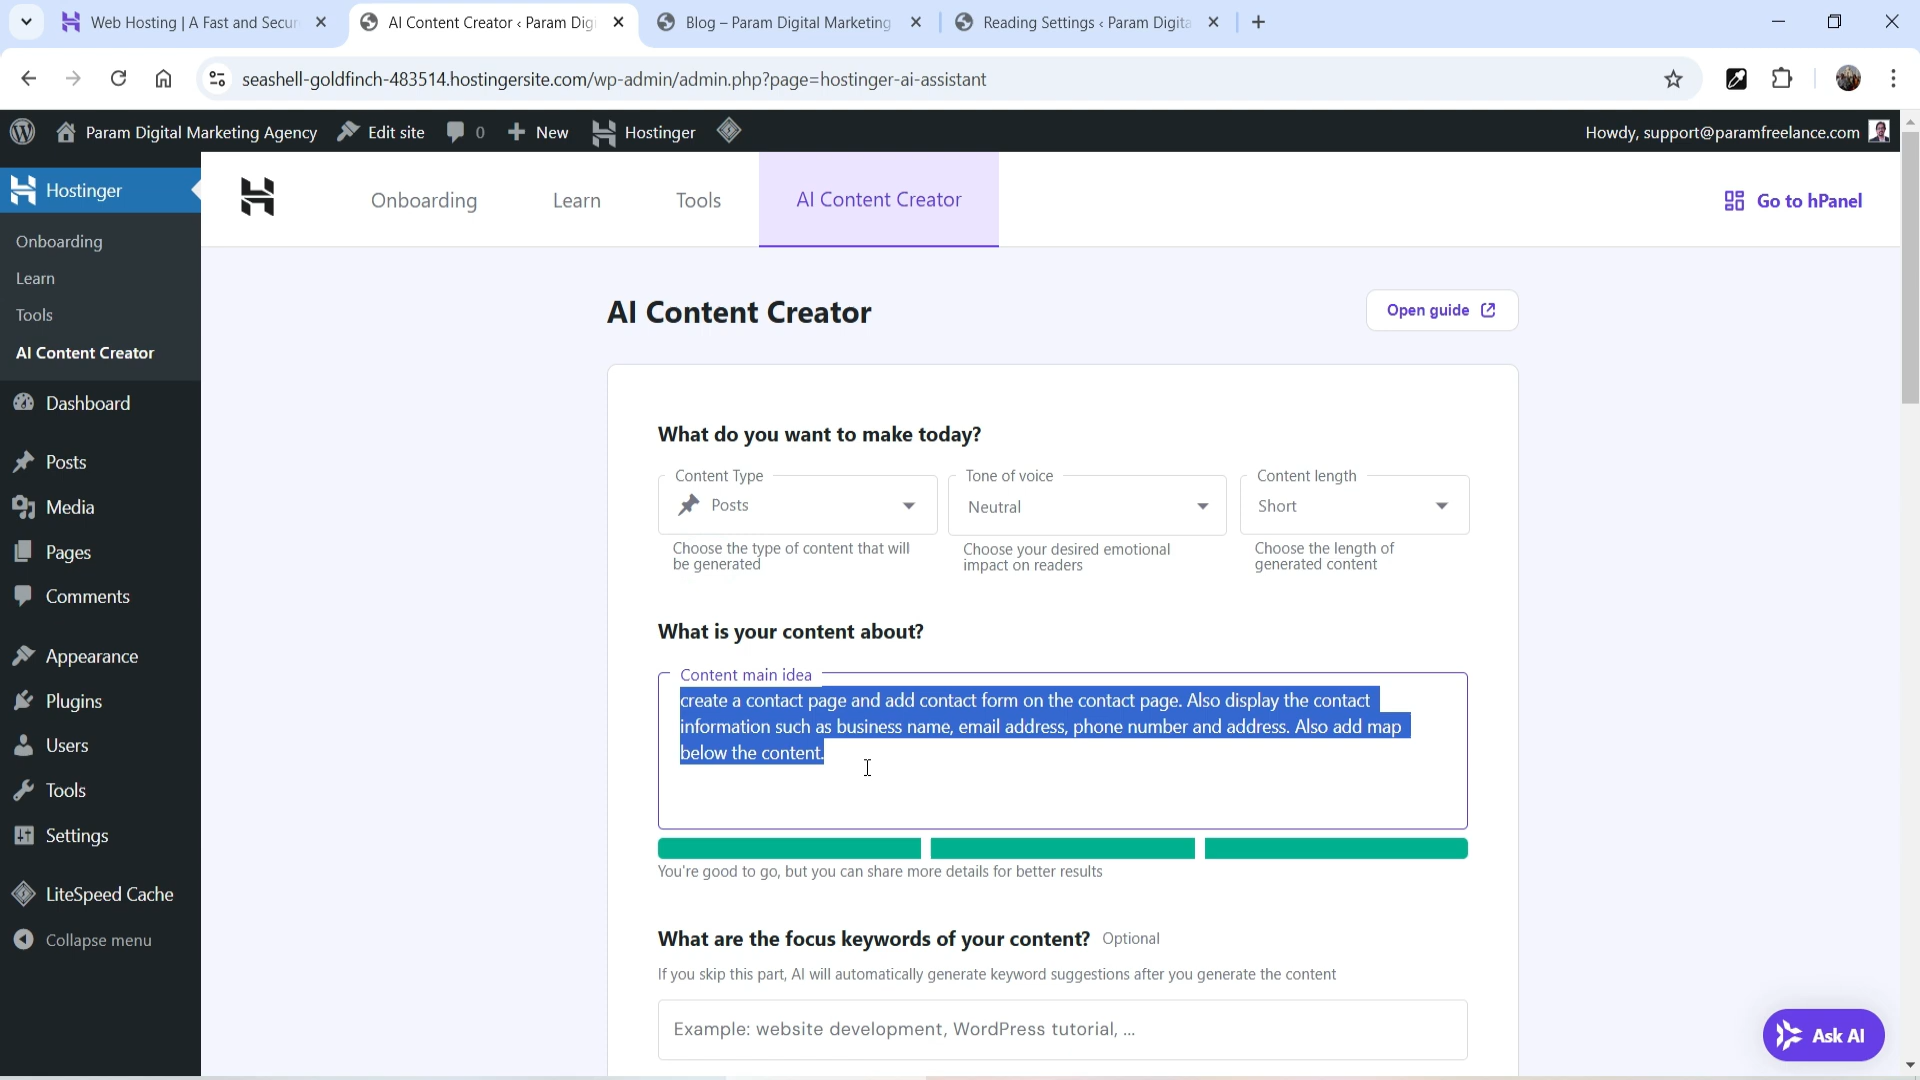 Web Hosting | A Fast and Secur
AI Content Creator ‹ Param Dig
Blog – Param Digital Marketing
Reading Settings ‹ Param Digita
seashell-goldfinch-483514.hostingersite.com/wp-admin/admin.php?page=hostinger-ai-assistant
Param Digital Marketing Agency
Edit site
0
New
Hostinger
Howdy, support@paramfreelance.com
Hostinger
Onboarding
Learn
Tools
AI Content Creator
Dashboard
Posts
Media
Pages
Comments
Appearance
Plugins
Users
Tools
Settings
LiteSpeed Cache
Collapse menu
Onboarding
Learn
Tools
AI Content Creator
Go to hPanel
AI Content Creator
Open guide
What do you want to make today?
Content Type
Posts
Choose the type of content that will
be generated
Tone of voice
Neutral
Choose your desired emotional
impact on readers
Content length
Short
Choose the length of
generated content
What is your content about?
Content main idea
create a contact page and add contact form on the contact page. Also display the contact
information such as business name, email address, phone number and address. Also add map
below the content.
You're good to go, but you can share more details for better results
What are the focus keywords of your content? Optional
If you skip this part, AI will automatically generate keyword suggestions after you generate the content
Example: website development, WordPress tutorial, ...
Ask AI